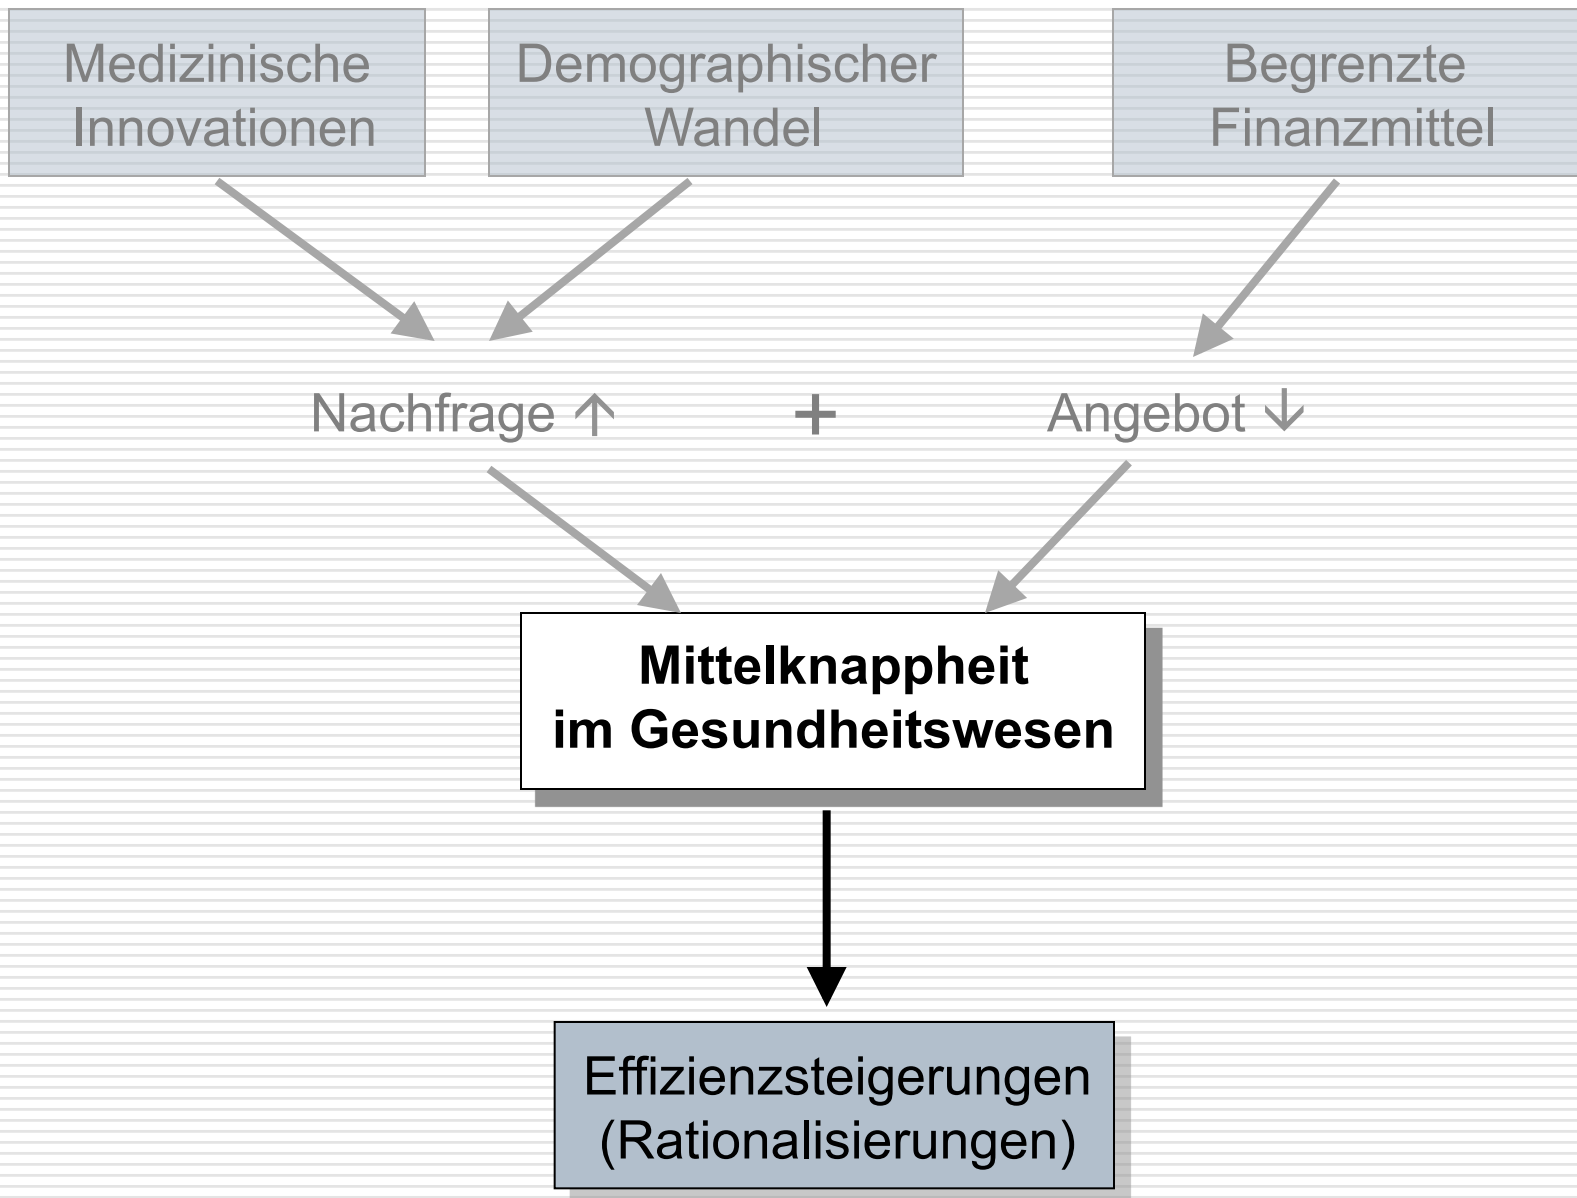 Medizinische
Innovationen
Demographischer
Wandel
Begrenzte
Finanzmittel
Nachfrage ↑
+
Angebot ↓
Mittelknappheit
im Gesundheitswesen
Effizienzsteigerungen
(Rationalisierungen)